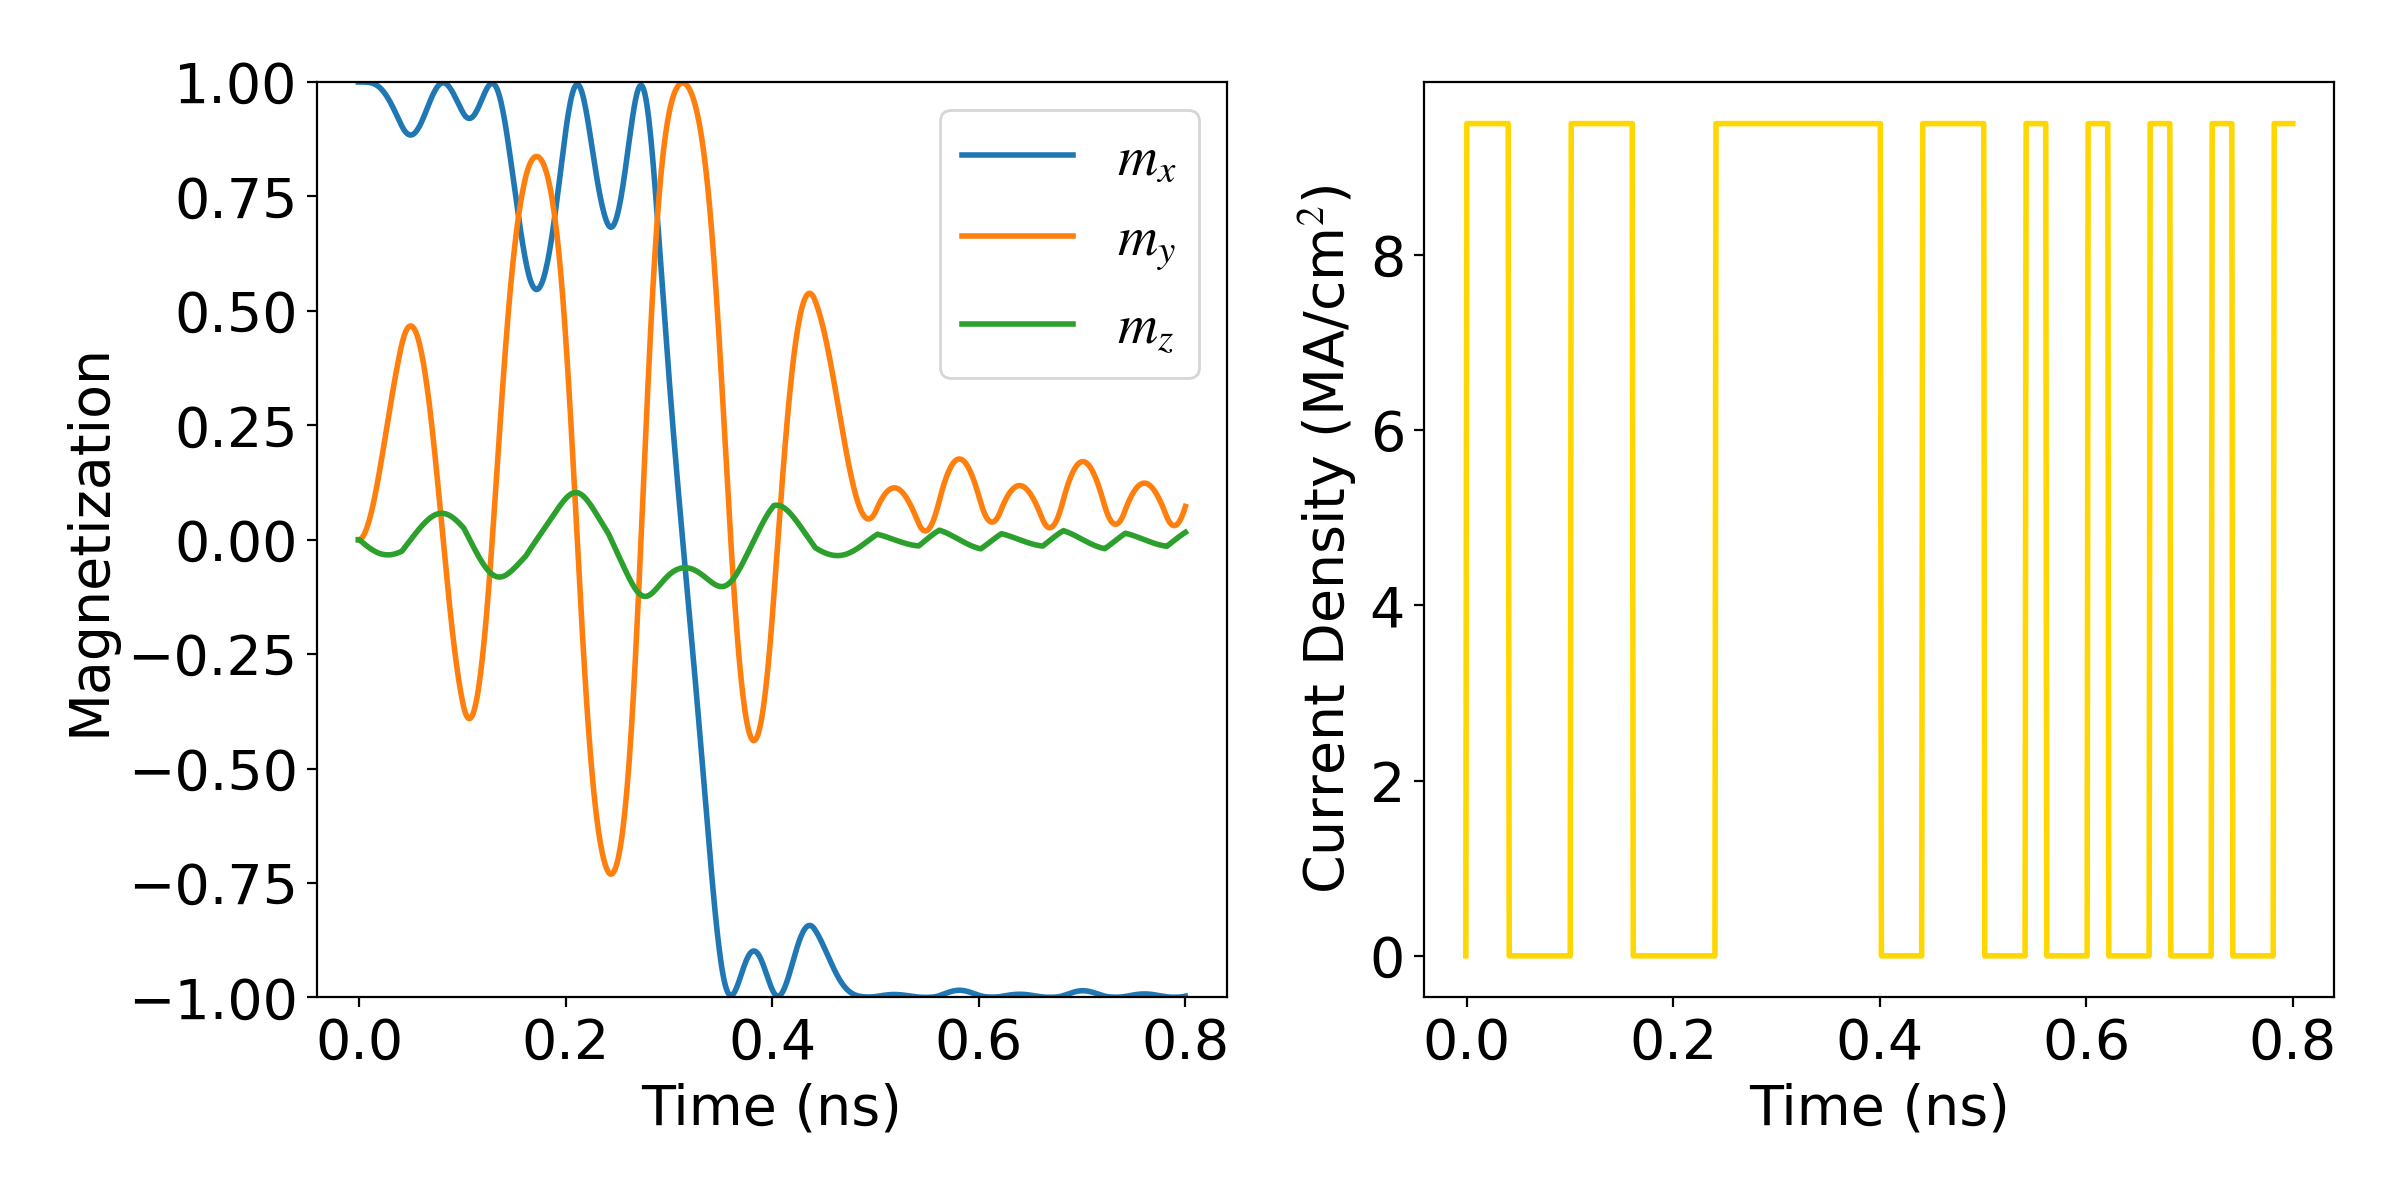 1.00
0.75
0.50
0.25
0.00
−0.25
−0.50
−0.75
−1.00
Magnetization
0.0 0.2 0.4 0.6 0.8
Time (ns)
m_x
m_y
m_z
8
6
4
2
0
Current Density (MA/cm²)
0.0 0.2 0.4 0.6 0.8
Time (ns)